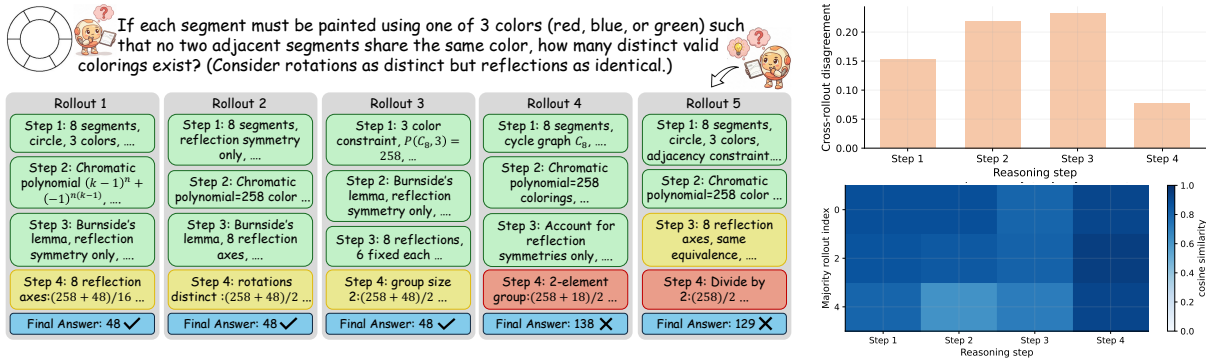 If each segment must be painted using one of 3 colors (red, blue, or green) such
that no two adjacent segments share the same color, how many distinct valid
colorings exist? (Consider rotations as distinct but reflections as identical.)
Rollout 1
Step 1: 8 segments,
circle, 3 colors, ....
Step 2: Chromatic
polynomial (k − 1)^n +
(−1)^{n(k−1)}, ....
Step 3: Burnside's
lemma, reflection
symmetry only, ....
Step 4: 8 reflection
axes:(258 + 48)/16 ...
Final Answer: 48 ✓
Rollout 2
Step 1: 8 segments,
reflection symmetry
only, ....
Step 2: Chromatic
polynomial=258 color ...
Step 3: Burnside's
lemma, 8 reflection
axes, ....
Step 4: rotations
distinct :(258 + 48)/2 ...
Final Answer: 48 ✓
Rollout 3
Step 1: 3 color
constraint, P(C₈, 3) =
258, ...
Step 2: Burnside's
lemma, reflection
symmetry only, ....
Step 3: 8 reflections,
6 fixed each ...
Step 4: group size
2:(258 + 48)/2 ...
Final Answer: 48 ✓
Rollout 4
Step 1: 8 segments,
cycle graph C₈, ....
Step 2: Chromatic
polynomial=258
colorings, ...
Step 3: Account for
reflection
symmetries only, ....
Step 4: 2-element
group:(258 + 18)/2 ...
Final Answer: 138 ✗
Rollout 5
Step 1: 8 segments,
circle, 3 colors,
adjacency constraint....
Step 2: Chromatic
polynomial=258 color ...
Step 3: 8 reflection
axes, same
equivalence, ....
Step 4: Divide by
2:(258)/2 ...
Final Answer: 129 ✗
Cross-rollout disagreement
0.20
0.15
0.10
0.05
0.00
Step 1 Step 2 Step 3 Step 4
Reasoning step
Majority rollout index
0
2
4
Step 1 Step 2 Step 3 Step 4
Reasoning step
1.0
0.8
0.6
0.4
0.2
0.0
cosine similarity